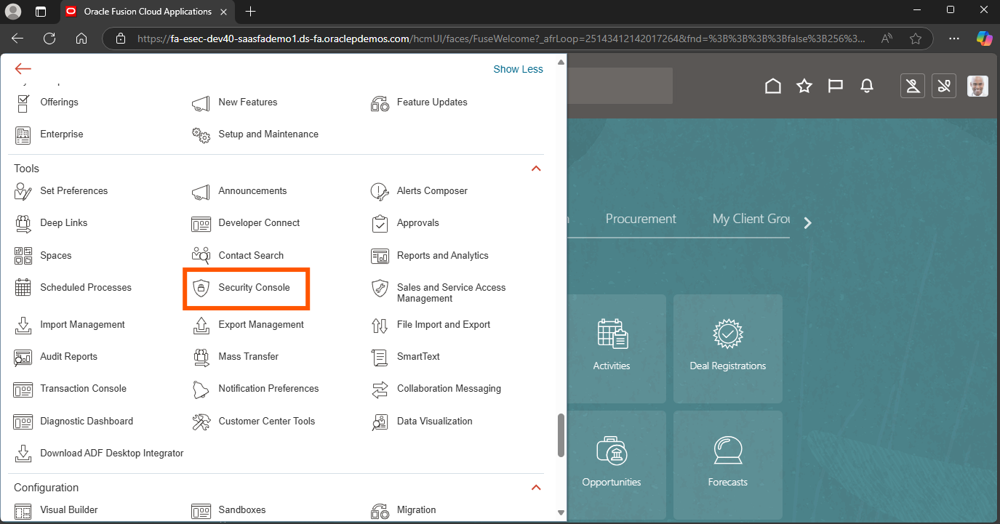 Oracle Fusion Cloud Applications
https://fa-esec-dev40-saasfademo1.ds-fa.oraclepdemos.com/hcmUI/faces/FuseWelcome?_afrLoop=25143412142017264&fnd=%3B%3B%3B%3Bfalse%3B256%3...
Show Less
Offerings
New Features
Feature Updates
Enterprise
Setup and Maintenance
Tools
Set Preferences
Announcements
Alerts Composer
Deep Links
Developer Connect
Approvals
Spaces
Contact Search
Reports and Analytics
Scheduled Processes
Security Console
Sales and Service Access
Management
Import Management
Export Management
File Import and Export
Audit Reports
Mass Transfer
SmartText
Transaction Console
Notification Preferences
Collaboration Messaging
Diagnostic Dashboard
Customer Center Tools
Data Visualization
Download ADF Desktop Integrator
Configuration
Visual Builder
Sandboxes
Migration
Procurement
My Client Grou
Activities
Deal Registrations
Opportunities
Forecasts